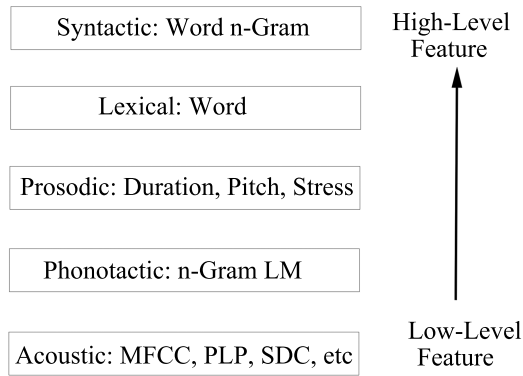 Syntactic: Word n-Gram
High-Level
Feature
Lexical: Word
Prosodic: Duration, Pitch, Stress
Phonotactic: n-Gram LM
Low-Level
Feature
Acoustic: MFCC, PLP, SDC, etc